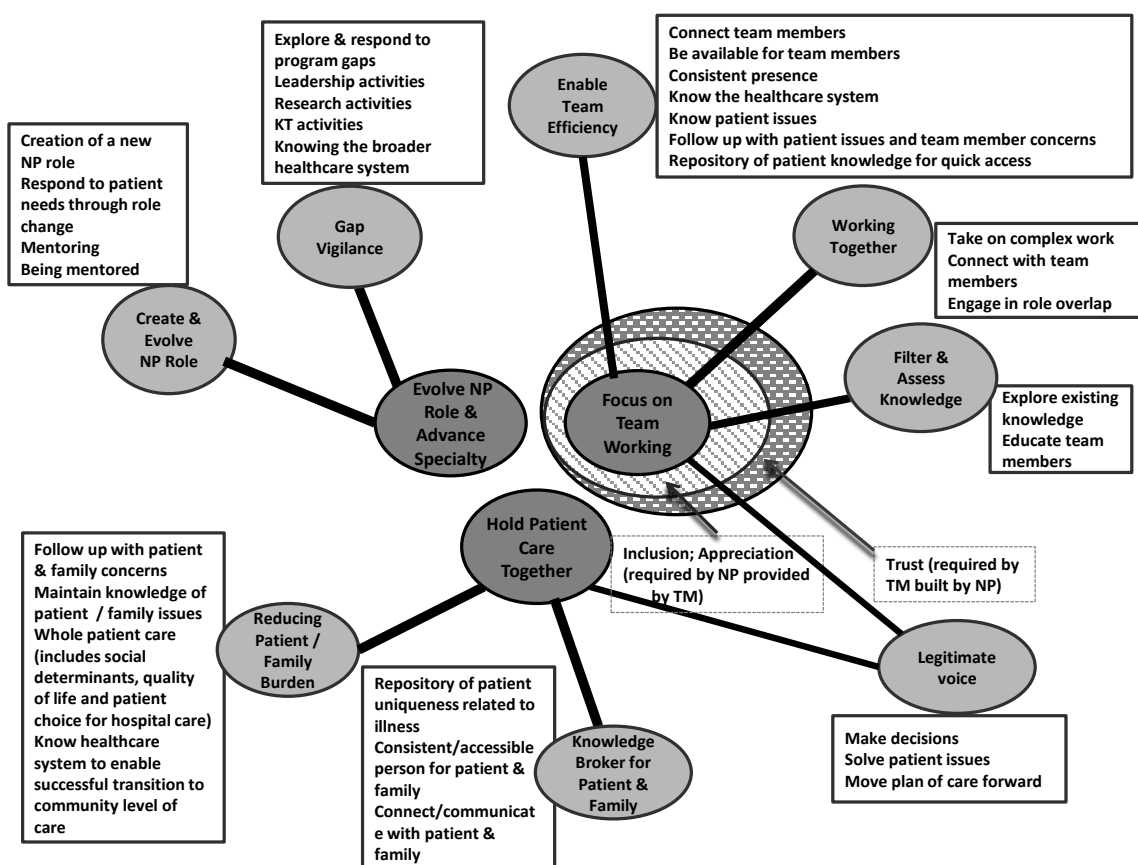 Explore & respond to
program gaps
Leadership activities
Research activities
KT activities
Knowing the broader
healthcare system
Connect team members
Be available for team members
Consistent presence
Know the healthcare system
Know patient issues
Follow up with patient issues and team member concerns
Repository of patient knowledge for quick access
Enable
Team
Efficiency
Creation of a new
NP role
Respond to patient
needs through role
change
Mentoring
Being mentored
Gap
Vigilance
Working
Together
Take on complex work
Connect with team
members
Engage in role overlap
Create &
Evolve
NP Role
Evolve NP
Role &
Advance
Specialty
Focus on
Team
Working
Filter &
Assess
Knowledge
Explore existing
knowledge
Educate team
members
Hold Patient
Care
Together
Inclusion; Appreciation
(required by NP provided
by TM)
Trust (required by
TM built by NP)
Follow up with patient
& family concerns
Maintain knowledge of
patient / family issues
Whole patient care
(includes social
determinants, quality
of life and patient
choice for hospital care)
Know healthcare
system to enable
successful transition to
community level of
care
Reducing
Patient /
Family
Burden
Legitimate
voice
Repository of patient
uniqueness related to
illness
Consistent/accessible
person for patient &
family
Connect/communicat
e with patient &
family
Knowledge
Broker for
Patient &
Family
Make decisions
Solve patient issues
Move plan of care forward